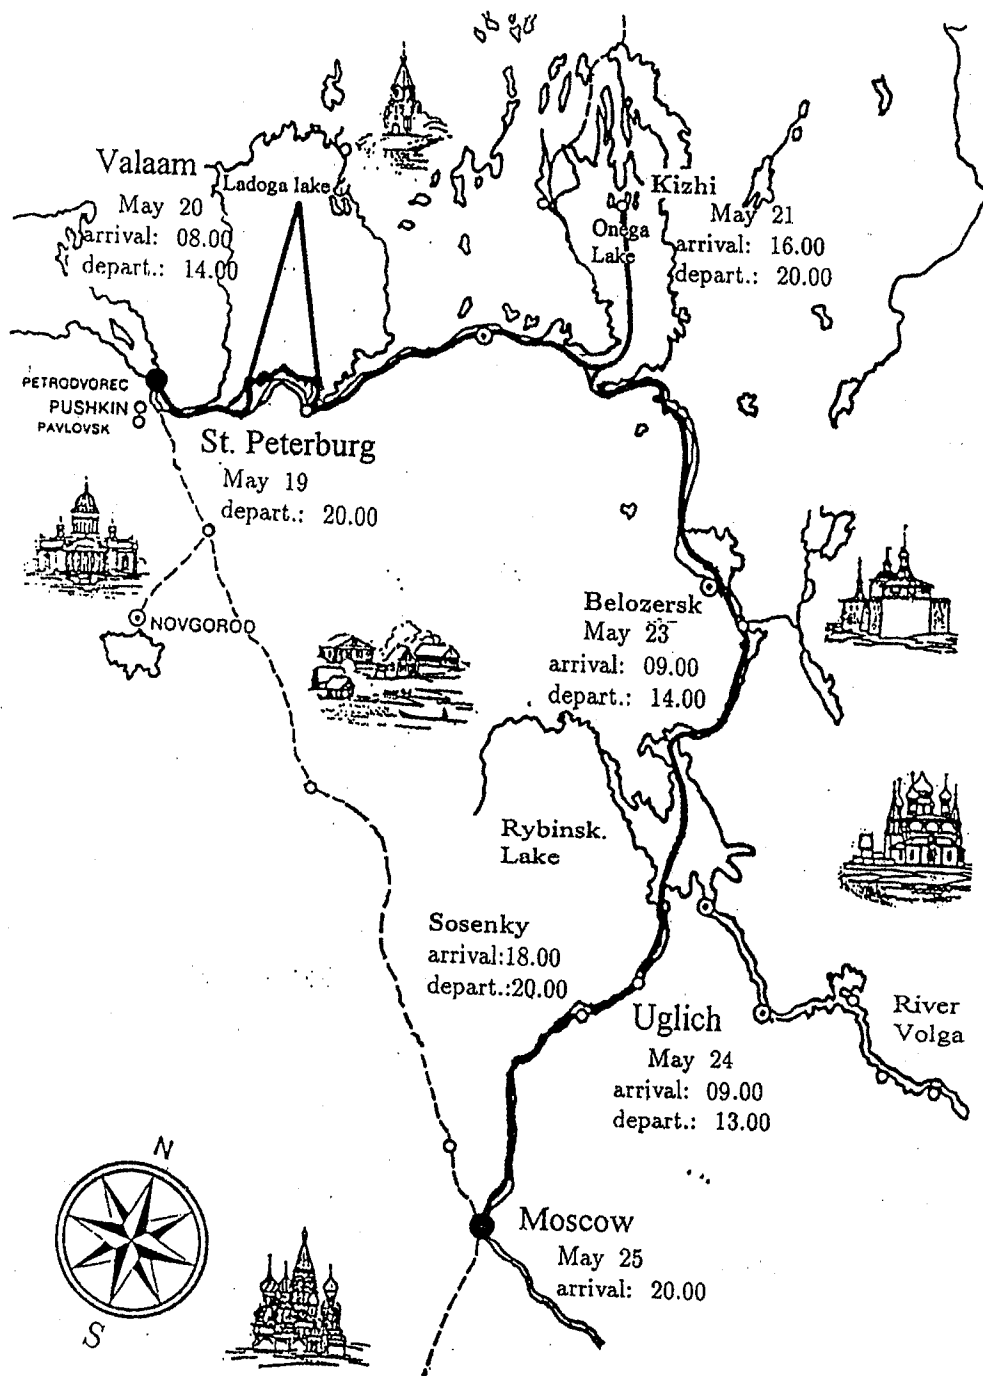 Valaam
May 20
arrival: 08.00
depart.: 14.00
Ladoga lake
Kizhi
May 21
arrival: 16.00
depart.: 20.00
Onega
Lake
PETRODVOREC
PUSHKIN
PAVLOVSK
St. Peterburg
May 19
depart.: 20.00
NOVGOROD
Belozersk
May 23
arrival: 09.00
depart.: 14.00
Rybinsk.
Lake
Sosenky
arrival:18.00
depart.:20.00
Uglich
May 24
arrival: 09.00
depart.: 13.00
River
Volga
Moscow
May 25
arrival: 20.00
N
S